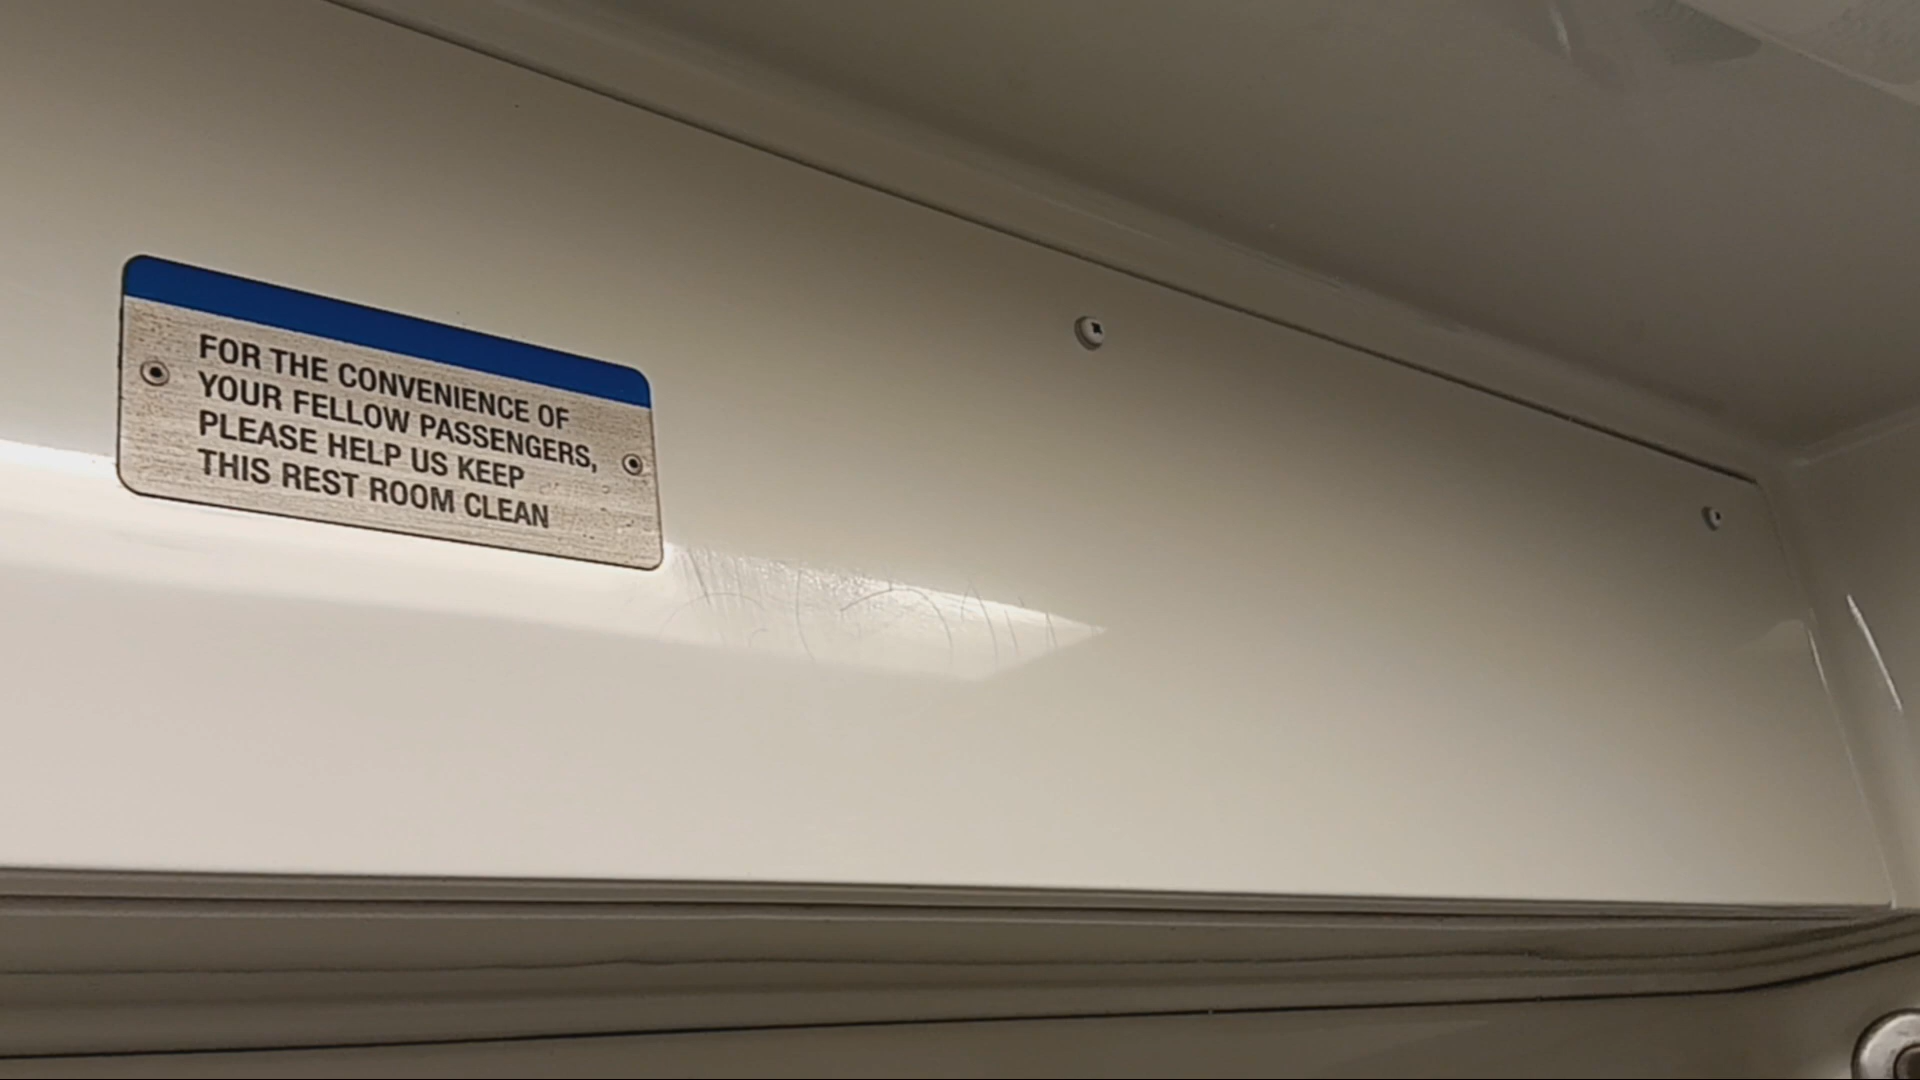 FOR THE CONVENIENCE OF
YOUR FELLOW PASSENGERS,
PLEASE HELP US KEEP
THIS REST ROOM CLEAN